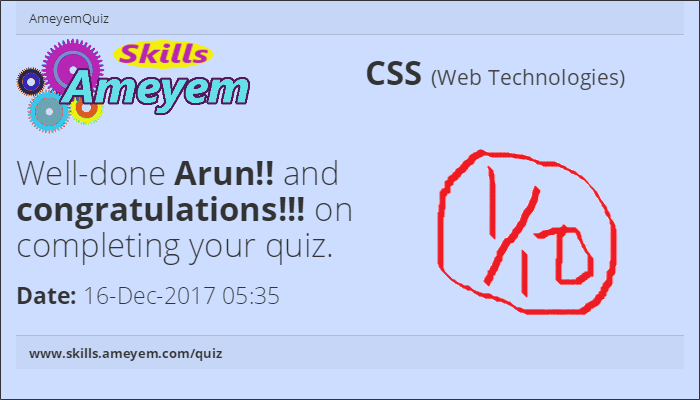 AmeyemQuiz
Skills
Ameyem
CSS (Web Technologies)
Well-done Arun!! and
congratulations!!! on
completing your quiz.
1/10
Date: 16-Dec-2017 05:35
www.skills.ameyem.com/quiz